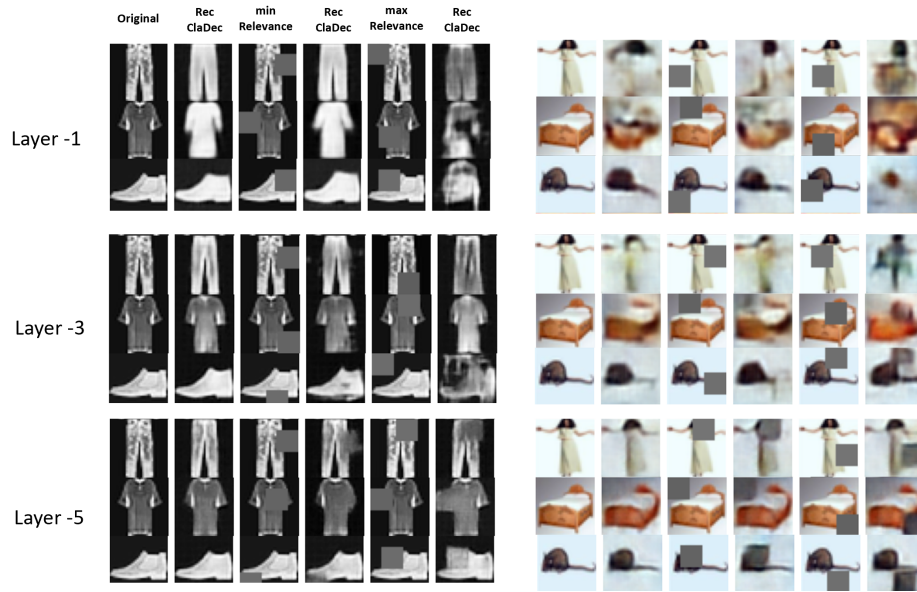 Original
Rec
ClaDec
min
Relevance
Rec
ClaDec
max
Relevance
Rec
ClaDec
Layer -1
Layer -3
Layer -5